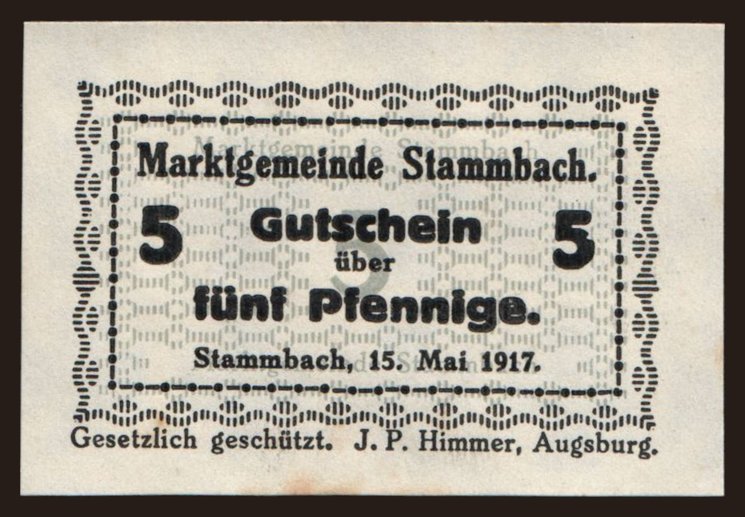 Marktgemeinde Stammbach.
5 Gutschein 5
über
fünf Pfennige.
Stammbach, 15. Mai 1917.
Gesetzlich geschützt. J. P. Himmer, Augsburg.